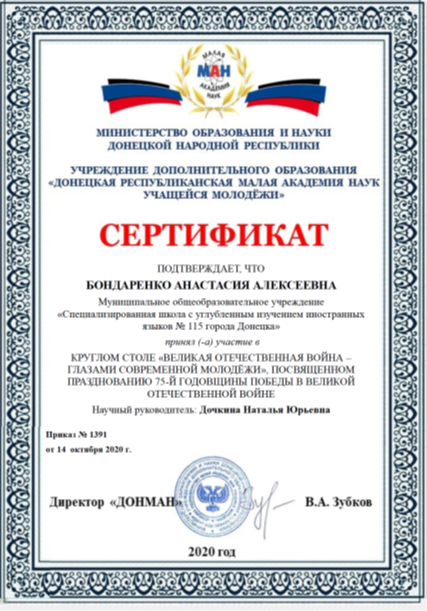 МАЛАЯ
МАН
АКАДЕМИЯ
НАУК
МИНИСТЕРСТВО ОБРАЗОВАНИЯ И НАУКИ
ДОНЕЦКОЙ НАРОДНОЙ РЕСПУБЛИКИ
УЧРЕЖДЕНИЕ ДОПОЛНИТЕЛЬНОГО ОБРАЗОВАНИЯ
«ДОНЕЦКАЯ РЕСПУБЛИКАНСКАЯ МАЛАЯ АКАДЕМИЯ НАУК
УЧАЩЕЙСЯ МОЛОДЁЖИ»
СЕРТИФИКАТ
ПОДТВЕРЖДАЕТ, ЧТО
БОНДАРЕНКО АНАСТАСИЯ АЛЕКСЕЕВНА
Муниципальное общеобразовательное учреждение
«Специализированная школа с углубленным изучением иностранных
языков № 115 города Донецка»
принял (-а) участие в
КРУГЛОМ СТОЛЕ «ВЕЛИКАЯ ОТЕЧЕСТВЕННАЯ ВОЙНА –
ГЛАЗАМИ СОВРЕМЕННОЙ МОЛОДЁЖИ», ПОСВЯЩЕННОМ
ПРАЗДНОВАНИЮ 75-Й ГОДОВЩИНЫ ПОБЕДЫ В ВЕЛИКОЙ
ОТЕЧЕСТВЕННОЙ ВОЙНЕ
Научный руководитель: Дочкина Наталья Юрьевна
Приказ № 1391
от 14 октября 2020 г.
Директор «ДОНМАН» В.А. Зубков
2020 год